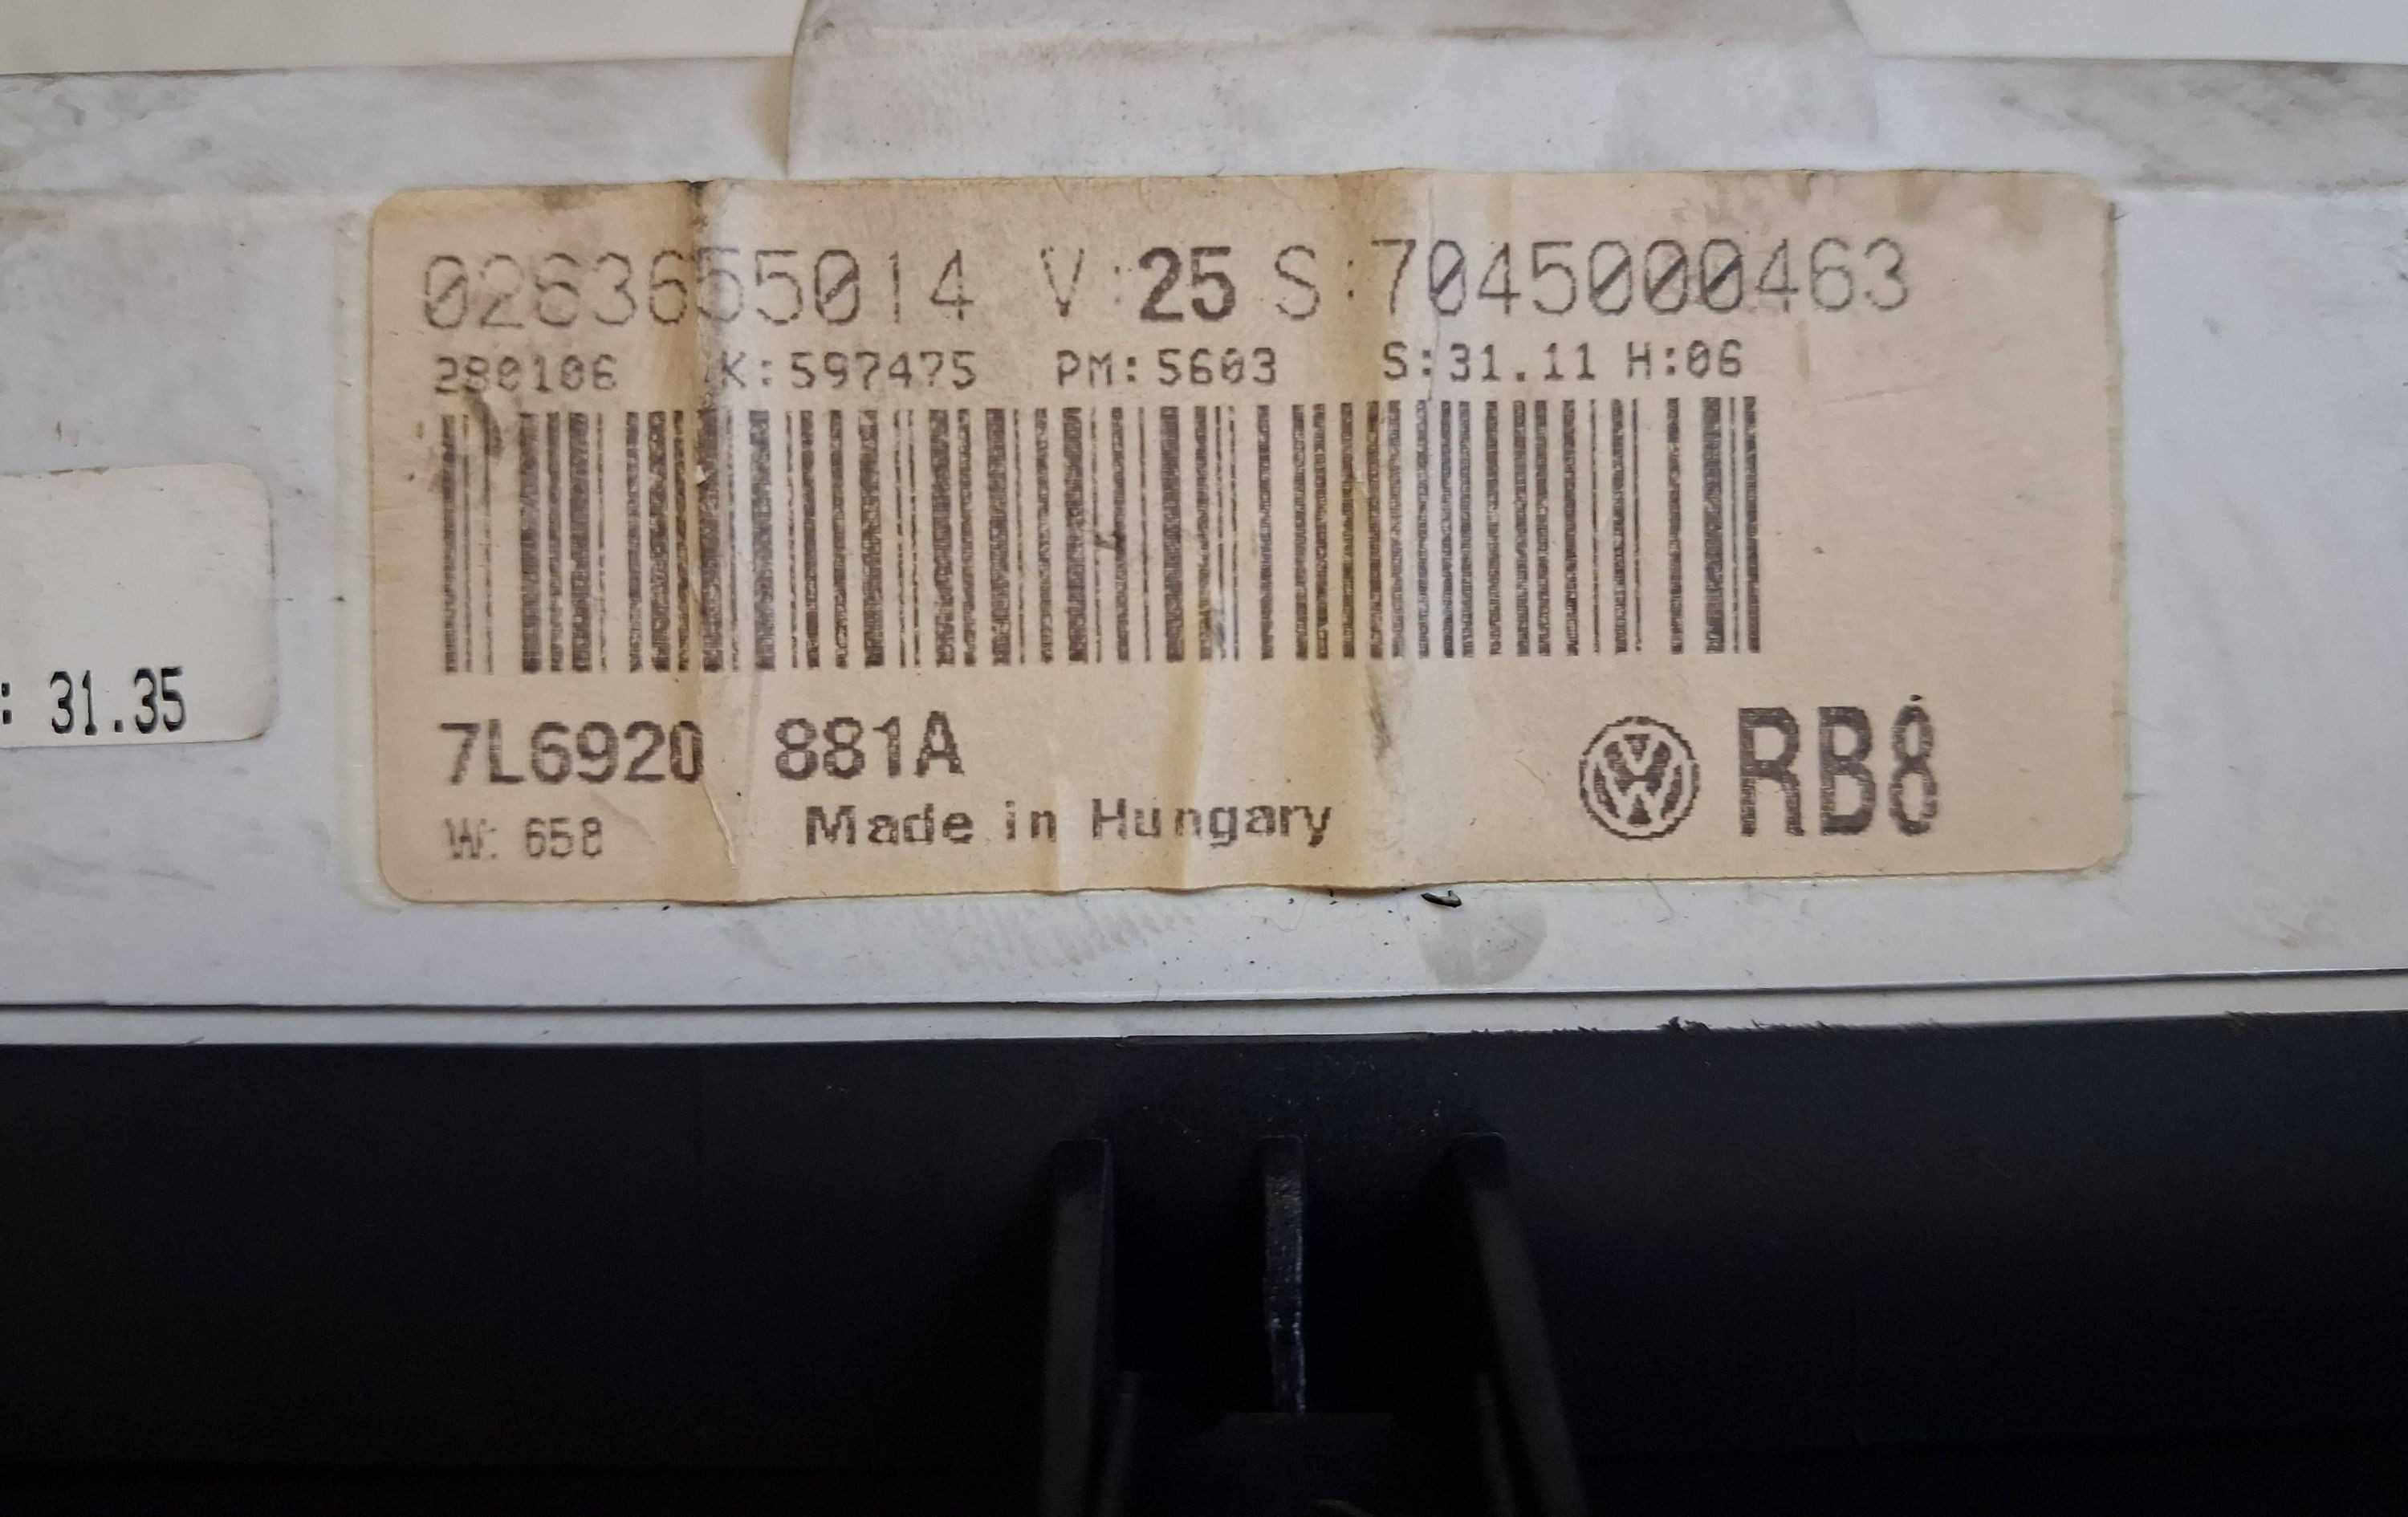 0263655014 V:25 S:7045000463
280106 K:597475 PM:5603 S:31.11 H:06
: 31.35
7L6920 881A
RB8
W: 658 Made in Hungary